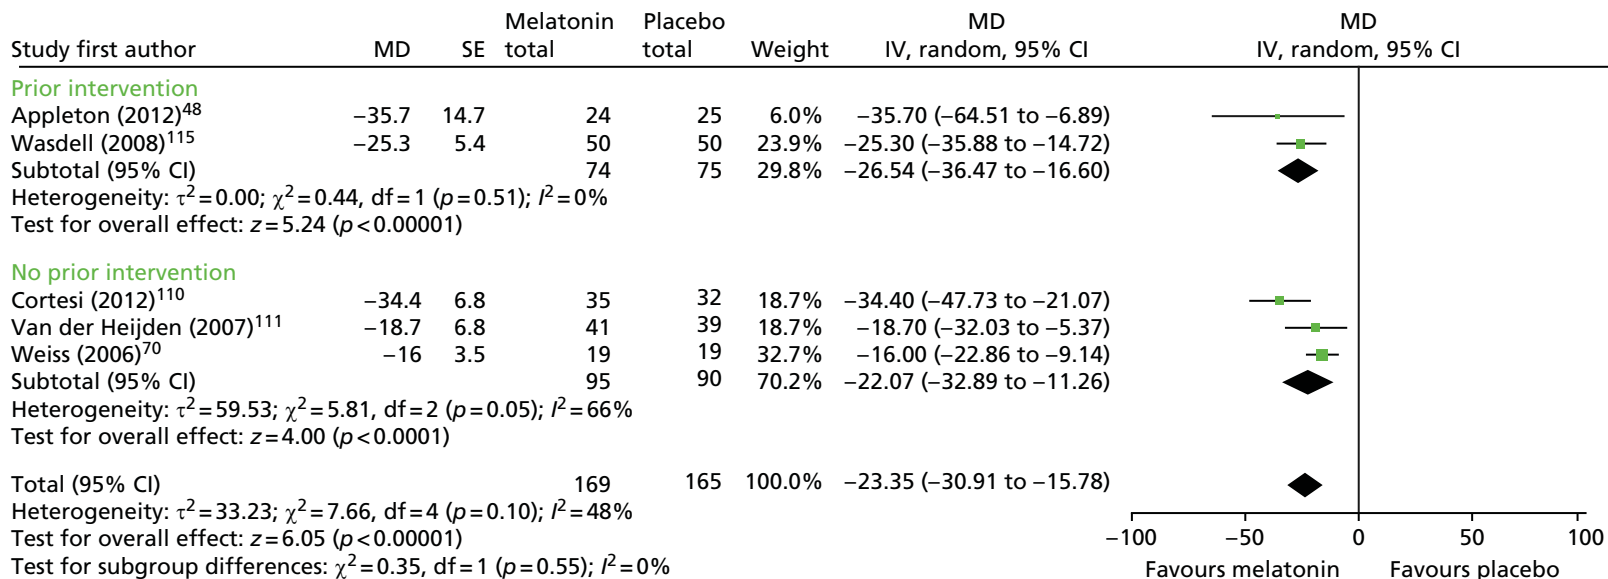 Melatonin Placebo MD MD
Study first author MD SE total total Weight IV, random, 95% CI IV, random, 95% CI
Prior intervention
Appleton (2012)48 −35.7 14.7 24 25 6.0% −35.70 (−64.51 to −6.89)
Wasdell (2008)115 −25.3 5.4 50 50 23.9% −25.30 (−35.88 to −14.72)
Subtotal (95% CI) 74 75 29.8% −26.54 (−36.47 to −16.60)
Heterogeneity: τ2=0.00; χ2=0.44, df=1 (p=0.51); I2=0%
Test for overall effect: z=5.24 (p<0.00001)
No prior intervention
Cortesi (2012)110 −34.4 6.8 35 32 18.7% −34.40 (−47.73 to −21.07)
Van der Heijden (2007)111 −18.7 6.8 41 39 18.7% −18.70 (−32.03 to −5.37)
Weiss (2006)70 −16 3.5 19 19 32.7% −16.00 (−22.86 to −9.14)
Subtotal (95% CI) 95 90 70.2% −22.07 (−32.89 to −11.26)
Heterogeneity: τ2=59.53; χ2=5.81, df=2 (p=0.05); I2=66%
Test for overall effect: z=4.00 (p<0.0001)
Total (95% CI) 169 165 100.0% −23.35 (−30.91 to −15.78)
Heterogeneity: τ2=33.23; χ2=7.66, df=4 (p=0.10); I2=48%
Test for overall effect: z=6.05 (p<0.00001)
Test for subgroup differences: χ2=0.35, df=1 (p=0.55); I2=0%
−100 −50 0 50 100
Favours melatonin Favours placebo